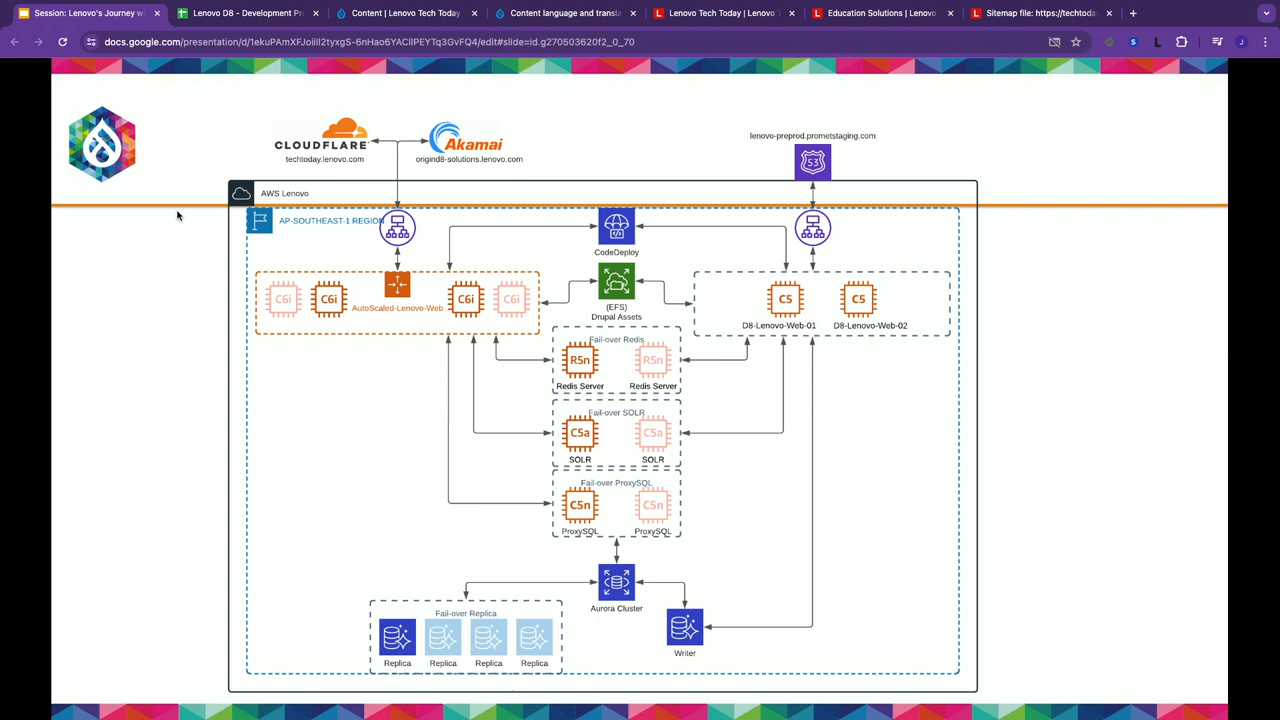 Session: Lenovo's Journey w
Lenovo D8 – Development Pr
Content | Lenovo Tech Today
Content language and transla
Lenovo Tech Today | Lenovo T
Education Solutions | Lenovo
Sitemap file: https://techtoda
docs.google.com/presentation/d/1ekuPAmXFJoiiII2tyxgS-6nHao6YAClIPEYTq3GvFQ4/edit#slide=id.g270503620f2_0_70
CLOUDFLARE
Akamai
techtoday.lenovo.com
origind8-solutions.lenovo.com
lenovo-preprod.prometstaging.com
53
AWS Lenovo
AP-SOUTHEAST-1 REGION
CodeDeploy
C6i
C6i
AutoScaled-Lenovo-Web
C6i
C6i
(EFS)
Drupal Assets
C5
C5
D8-Lenovo-Web-01
D8-Lenovo-Web-02
Fail-over Redis
R5n
R5n
Redis Server
Redis Server
Fail-over SOLR
C5a
C5a
SOLR
SOLR
Fail-over ProxySQL
C5n
C5n
ProxySQL
ProxySQL
Aurora Cluster
Fail-over Replica
Replica
Replica
Replica
Replica
Writer